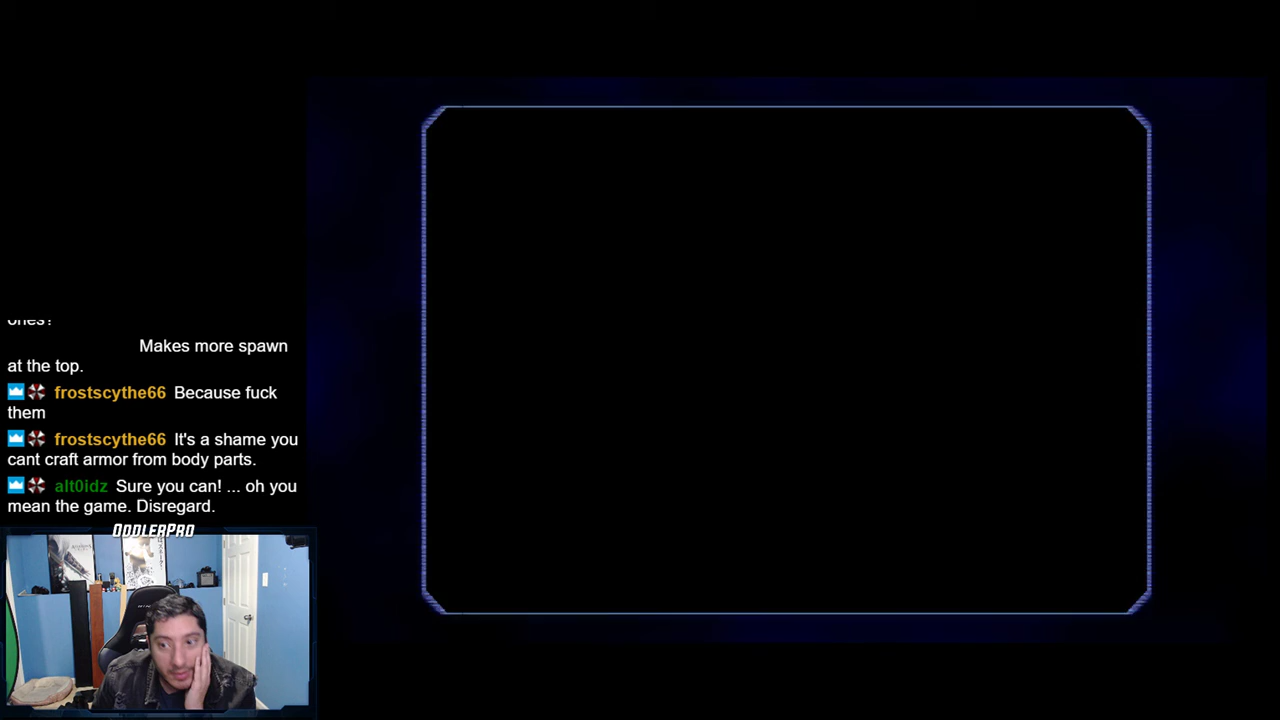 ones?
Makes more spawn
at the top.
frostscythe66 Because fuck
them
frostscythe66 It's a shame you
cant craft armor from body parts.
alt0idz Sure you can! ... oh you
mean the game. Disregard.
ODDLERPRO